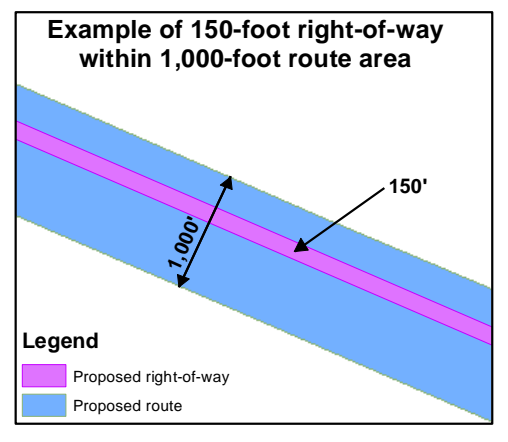 Example of 150-foot right-of-way
within 1,000-foot route area
150'
1,000'
Legend
Proposed right-of-way
Proposed route